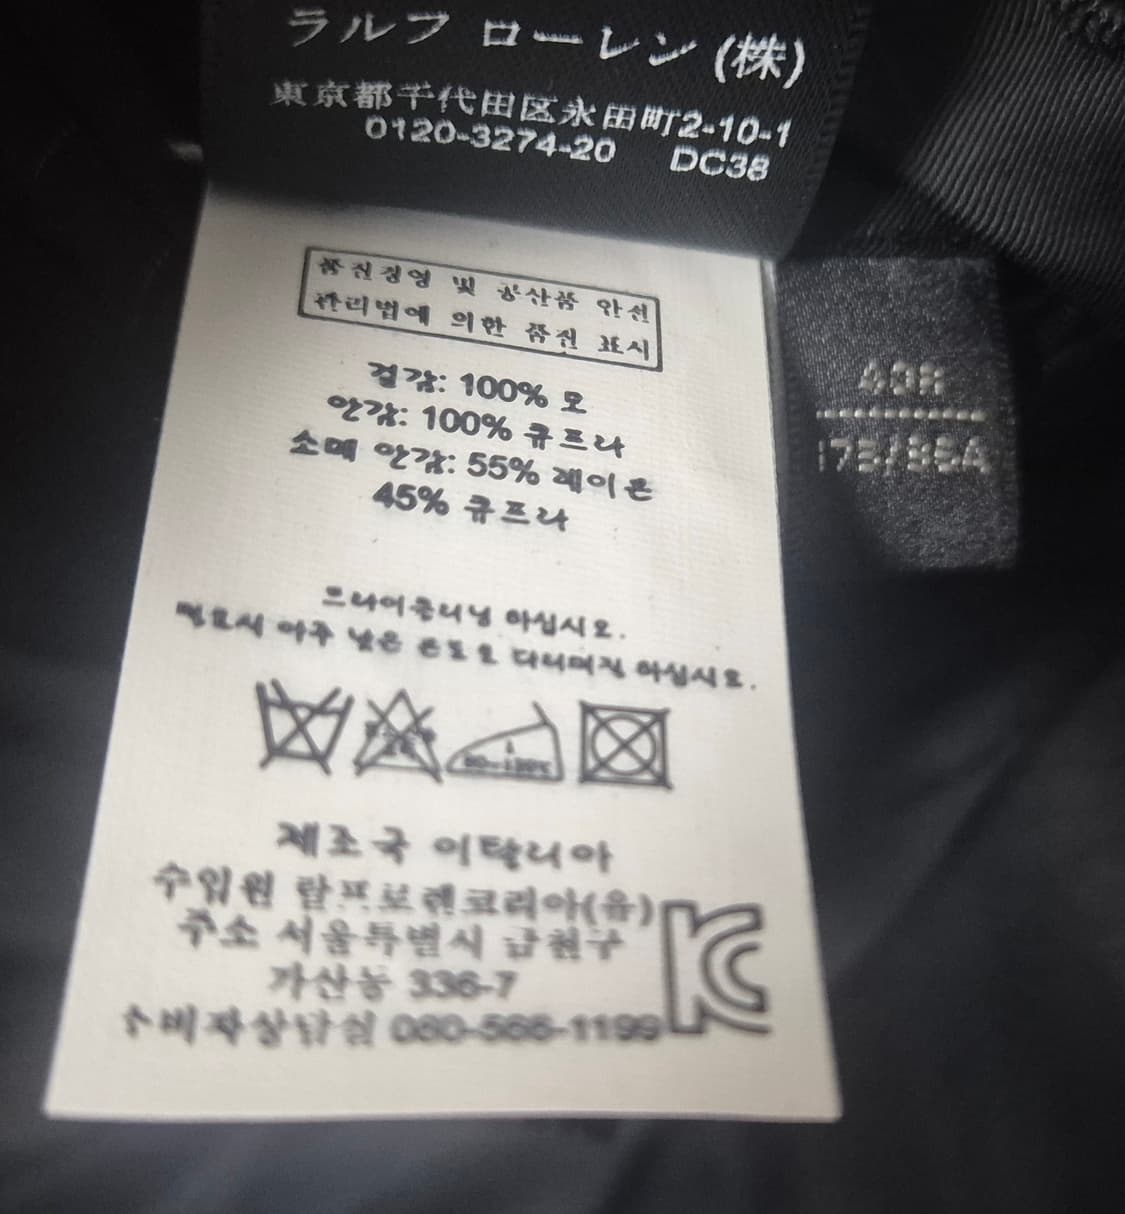 ラルフ ローレン (株)
東京都千代田区永田町2-10-1
0120-3274-20 DC38
품질경영 및 공산품 안전
관리법에 의한 품질 표시
겉감: 100% 모
안감: 100% 큐프라
소매 안감: 55% 레이온
45% 큐프라
드라이클리닝 하십시오.
필요시 아주 낮은 온도로 다리미질 하십시오.
제조국 이탈리아
수입원 랄프로렌코리아(유)
주소 서울특별시 금천구
가산동 336-7
소비자상담실 080-566-1199
KC